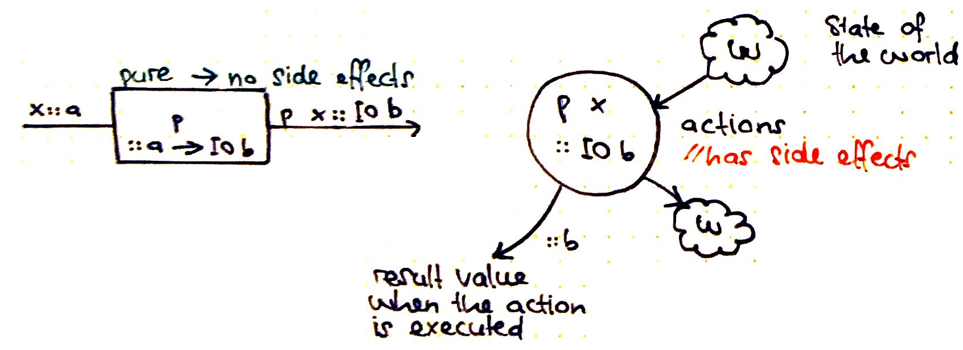 pure → no side effects
x::a
p
::a → IO b
p x::IO b
w
State of
the world
p x
:: IO b
actions
//has side effects
w
::b
result value
when the action
is executed